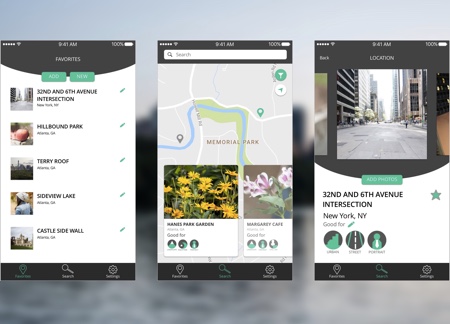 9:41 AM
100%
FAVORITES
ADD
NEW
32ND AND 6TH AVENUE
INTERSECTION
New York, NY
HILLBOUND PARK
Atlanta, GA
TERRY ROOF
Atlanta, GA
SIDEVIEW LAKE
Atlanta, GA
CASTLE SIDE WALL
Atlanta, GA
Favorites
Search
Settings
9:41 AM
100%
Search
MEMORIAL PARK
HANES PARK GARDEN
Atlanta, GA
Good for
MARGAREY CAFE
Atlanta, GA
Good for
Favorites
Search
Settings
9:41 AM
100%
Back
LOCATION
ADD PHOTOS
32ND AND 6TH AVENUE
INTERSECTION
New York, NY
Good for
URBAN
STREET
PORTRAIT
Favorites
Search
Settings